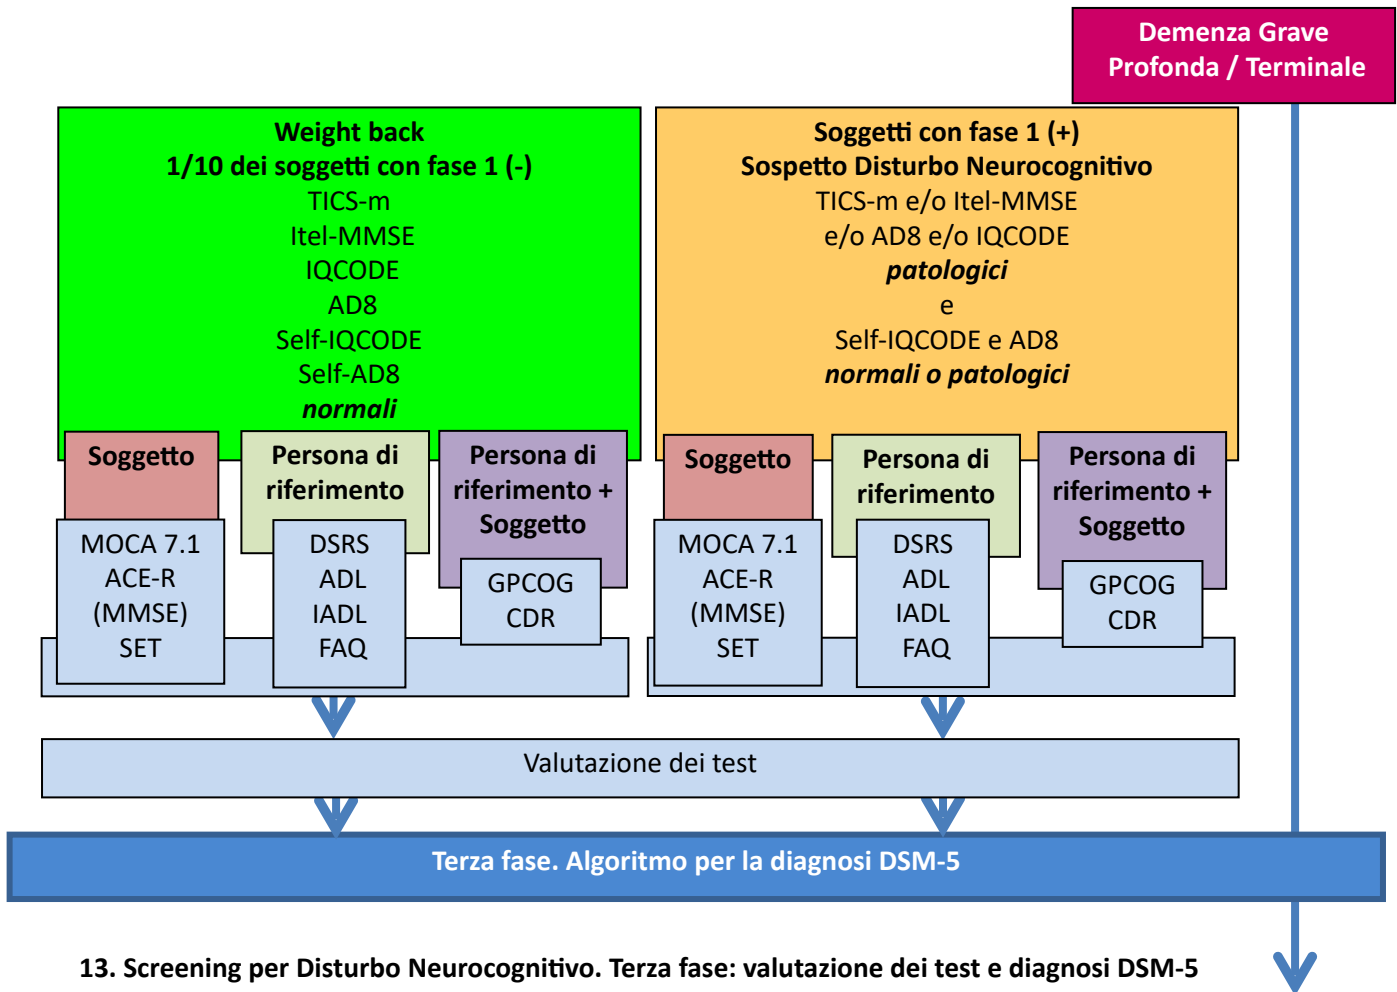 Demenza Grave
Profonda / Terminale
Weight back
1/10 dei soggetti con fase 1 (-)
TICS-m
Itel-MMSE
IQCODE
AD8
Self-IQCODE
Self-AD8
normali
Soggetti con fase 1 (+)
Sospetto Disturbo Neurocognitivo
TICS-m e/o Itel-MMSE
e/o AD8 e/o IQCODE
patologici
e
Self-IQCODE e AD8
normali o patologici
Soggetto
MOCA 7.1
ACE-R
(MMSE)
SET
Persona di
riferimento
DSRS
ADL
IADL
FAQ
Persona di
riferimento +
Soggetto
GPCOG
CDR
Soggetto
MOCA 7.1
ACE-R
(MMSE)
SET
Persona di
riferimento
DSRS
ADL
IADL
FAQ
Persona di
riferimento +
Soggetto
GPCOG
CDR
Valutazione dei test
Terza fase. Algoritmo per la diagnosi DSM-5
13. Screening per Disturbo Neurocognitivo. Terza fase: valutazione dei test e diagnosi DSM-5